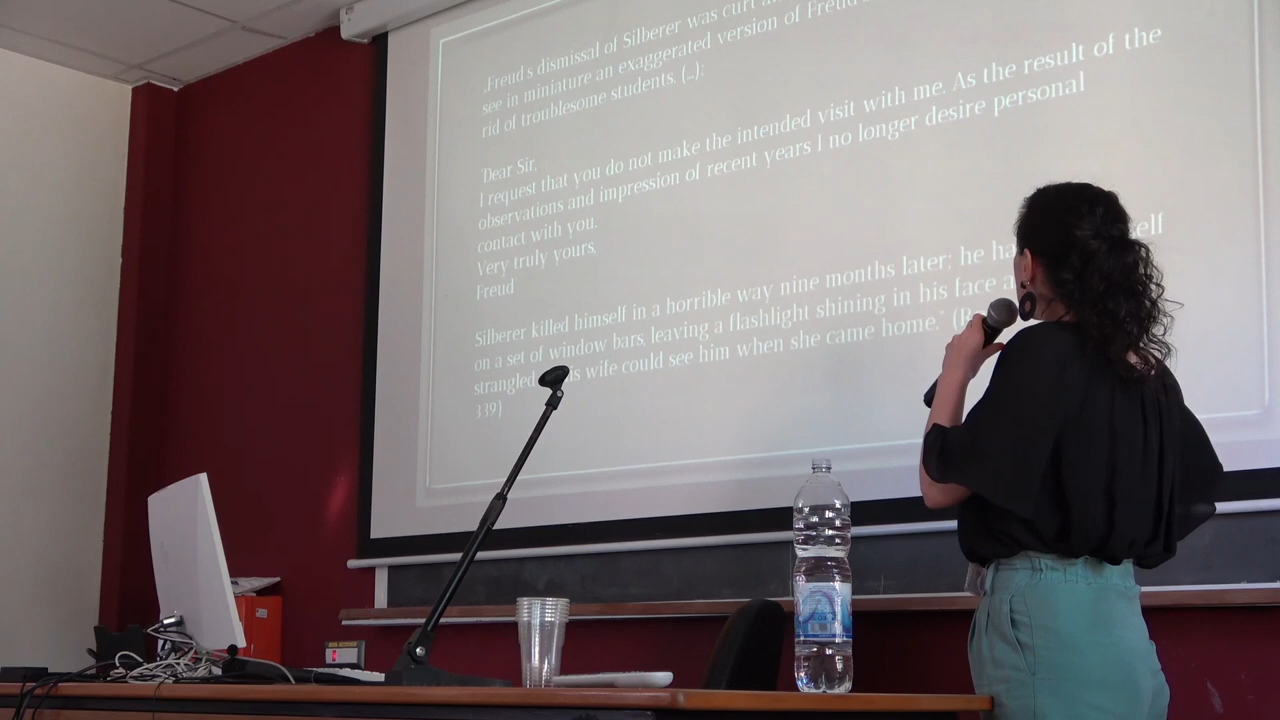 „Freud's dismissal of Silberer was curt
see in miniature an exaggerated version of Freud's
rid of troublesome students. (...):
'Dear Sir,
I request that you do not make the intended visit with me. As the result of the
observations and impression of recent years I no longer desire personal
contact with you.
Very truly yours,
Freud
Silberer killed himself in a horrible way nine months later; he
on a set of window bars, leaving a flashlight shining in his face
strangled wife could see him when she came home." (
339)